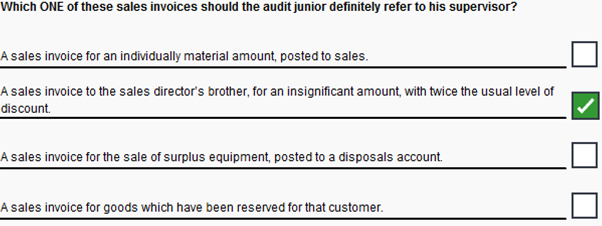 Which ONE of these sales invoices should the audit junior definitely refer to his supervisor?
A sales invoice for an individually material amount, posted to sales.
A sales invoice to the sales director's brother, for an insignificant amount, with twice the usual level of
discount.
A sales invoice for the sale of surplus equipment, posted to a disposals account.
A sales invoice for goods which have been reserved for that customer.